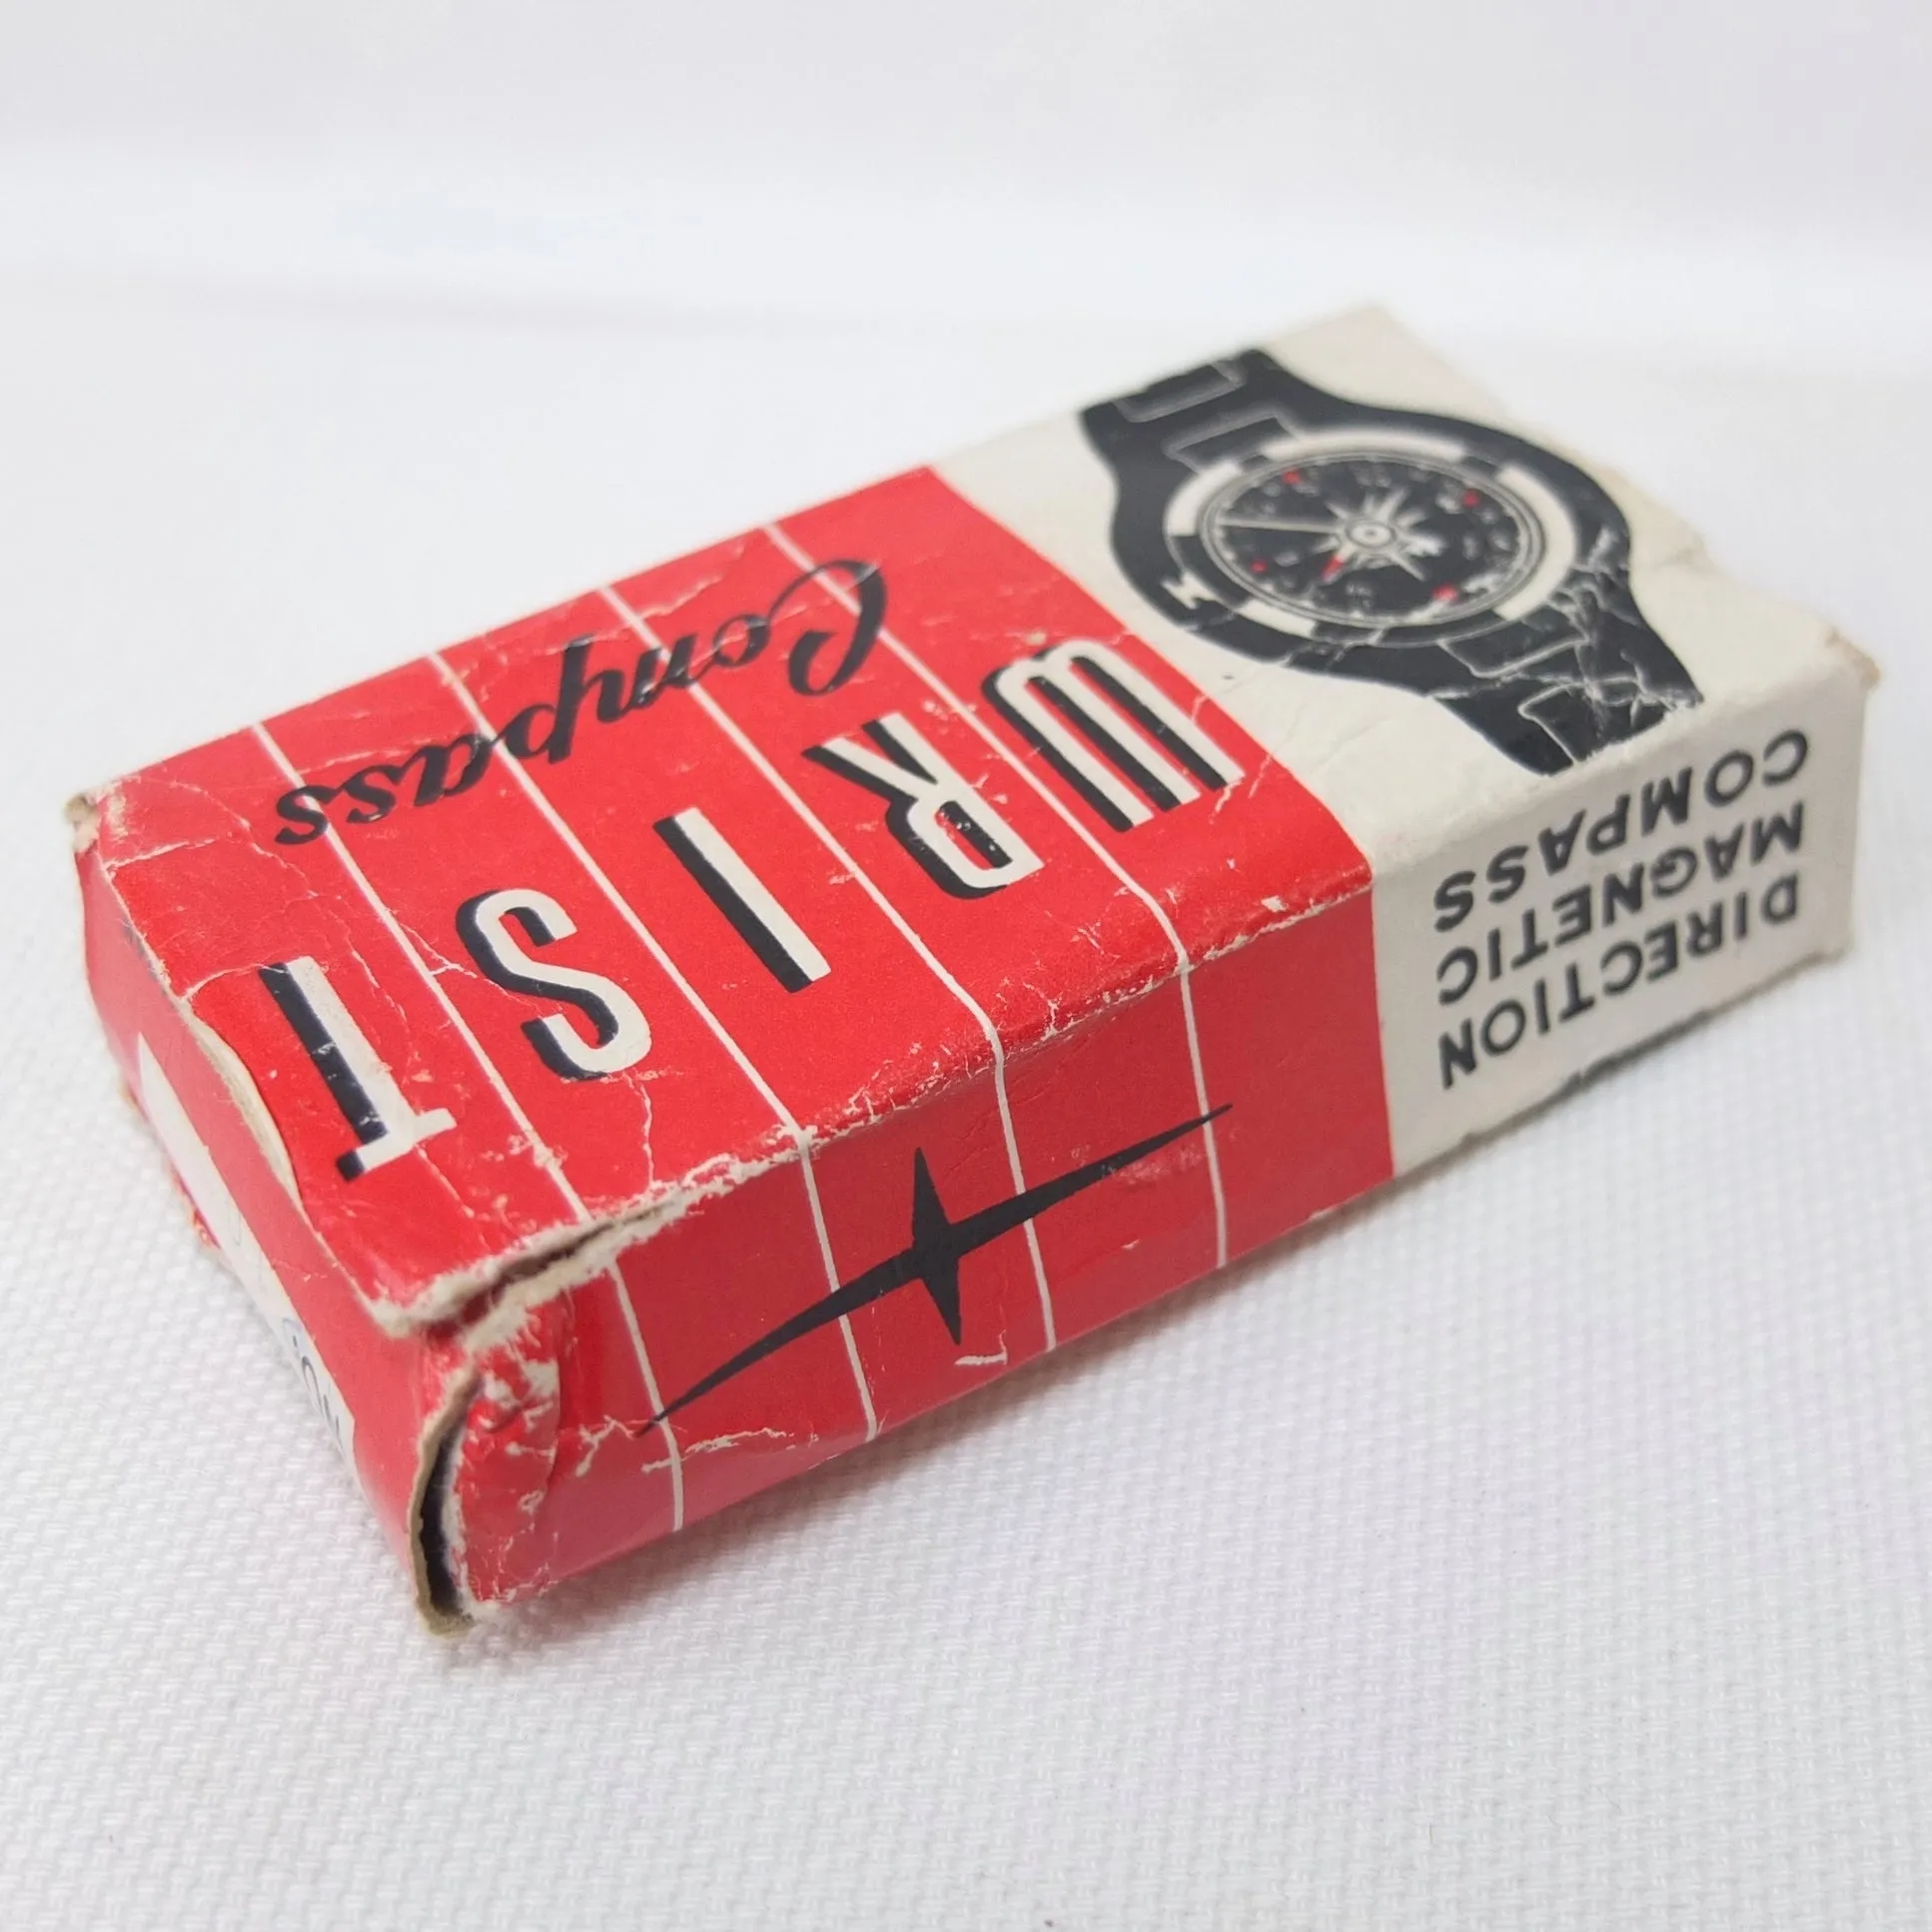 WRIST
Compass
DIRECTION
MAGNETIC
COMPASS